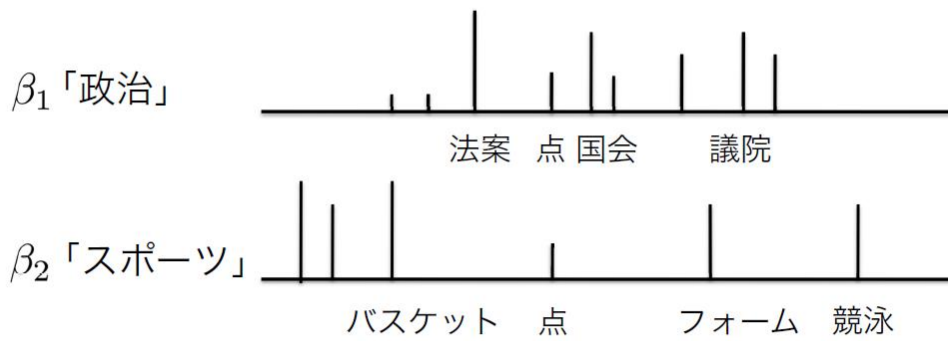 β1「政治」
法案 点 国会 議院
β2「スポーツ」
バスケット 点 フォーム 競泳